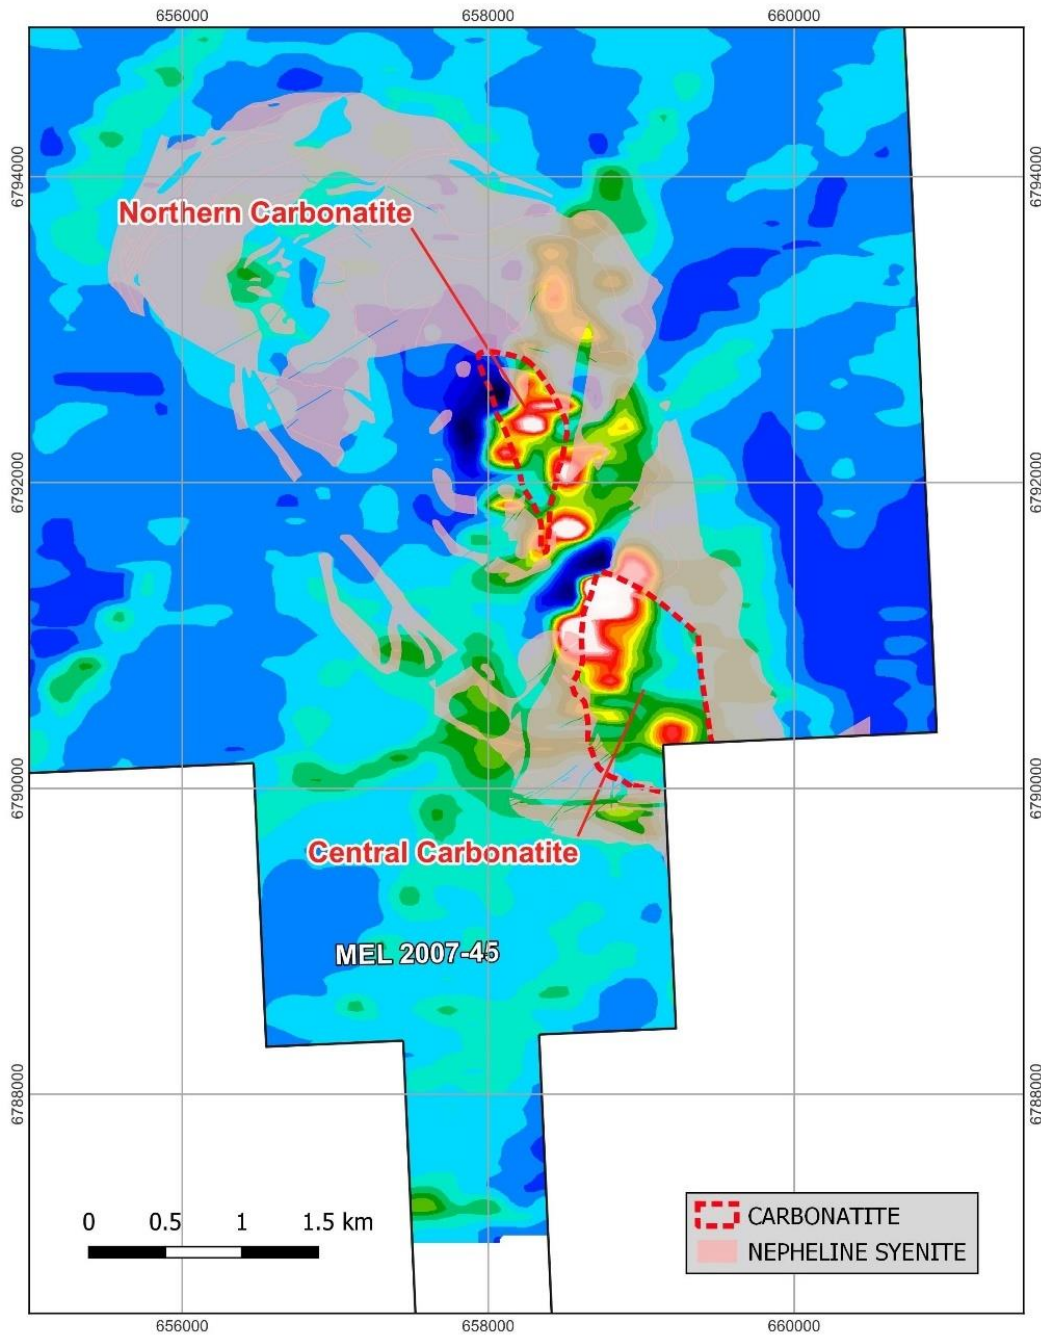 656000 658000 660000
6794000 6794000
Northern Carbonatite
6792000 6792000
6790000 6790000
Central Carbonatite
MEL 2007-45
6788000 6788000
0 0.5 1 1.5 km
CARBONATITE
NEPHELINE SYENITE
656000 658000 660000